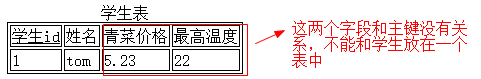 学生表
学生id 姓名 青菜价格 最高温度
1 tom 5.23 22
这两个字段和主键没有关
系，不能和学生放在一个
表中